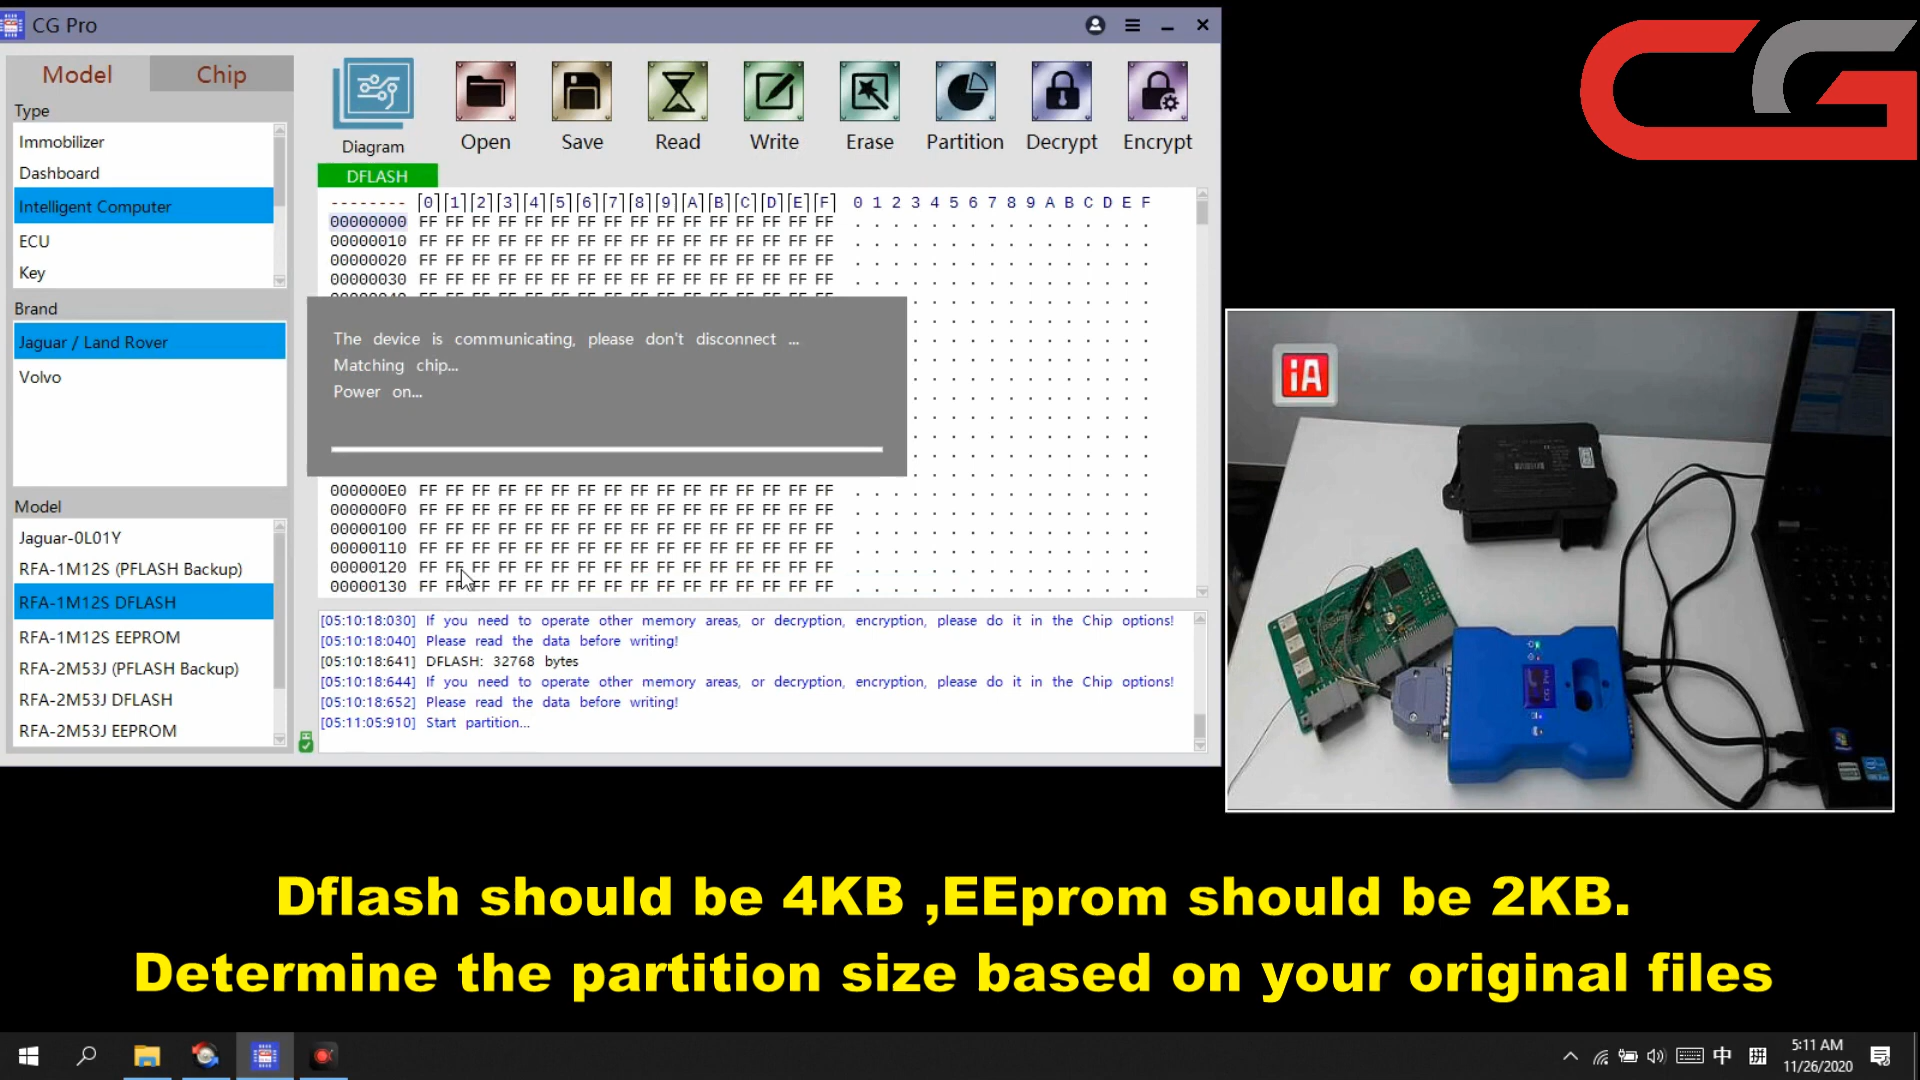 CG Pro
Model
Chip
Type
Immobilizer
Dashboard
Intelligent Computer
ECU
Key
Brand
Jaguar / Land Rover
Volvo
Model
Jaguar-0L01Y
RFA-1M12S (PFLASH Backup)
RFA-1M12S DFLASH
RFA-1M12S EEPROM
RFA-2M53J (PFLASH Backup)
RFA-2M53J DFLASH
RFA-2M53J EEPROM
Diagram
Open
Save
Read
Write
Erase
Partition
Decrypt
Encrypt
DFLASH
-------- [0][1][2][3][4][5][6][7][8][9][A][B][C][D][E][F] 0 1 2 3 4 5 6 7 8 9 A B C D E F
00000000 FF FF FF FF FF FF FF FF FF FF FF FF FF FF FF FF . . . . . . . . . . . . . . . .
00000010 FF FF FF FF FF FF FF FF FF FF FF FF FF FF FF FF . . . . . . . . . . . . . . . .
00000020 FF FF FF FF FF FF FF FF FF FF FF FF FF FF FF FF . . . . . . . . . . . . . . . .
00000030 FF FF FF FF FF FF FF FF FF FF FF FF FF FF FF FF . . . . . . . . . . . . . . . .
The device is communicating, please don't disconnect ...
Matching chip...
Power on...
000000E0 FF FF FF FF FF FF FF FF FF FF FF FF FF FF FF FF . . . . . . . . . . . . . . . .
000000F0 FF FF FF FF FF FF FF FF FF FF FF FF FF FF FF FF . . . . . . . . . . . . . . . .
00000100 FF FF FF FF FF FF FF FF FF FF FF FF FF FF FF FF . . . . . . . . . . . . . . . .
00000110 FF FF FF FF FF FF FF FF FF FF FF FF FF FF FF FF . . . . . . . . . . . . . . . .
00000120 FF FF FF FF FF FF FF FF FF FF FF FF FF FF FF FF . . . . . . . . . . . . . . . .
00000130 FF FF FF FF FF FF FF FF FF FF FF FF FF FF FF FF . . . . . . . . . . . . . . . .
[05:10:18:030] If you need to operate other memory areas, or decryption, encryption, please do it in the Chip options!
[05:10:18:040] Please read the data before writing!
[05:10:18:641] DFLASH: 32768 bytes
[05:10:18:644] If you need to operate other memory areas, or decryption, encryption, please do it in the Chip options!
[05:10:18:652] Please read the data before writing!
[05:11:05:910] Start partition...
CG
iA
CG Pro
Dflash should be 4KB ,EEprom should be 2KB.
Determine the partition size based on your original files
中
拼
5:11 AM
11/26/2020